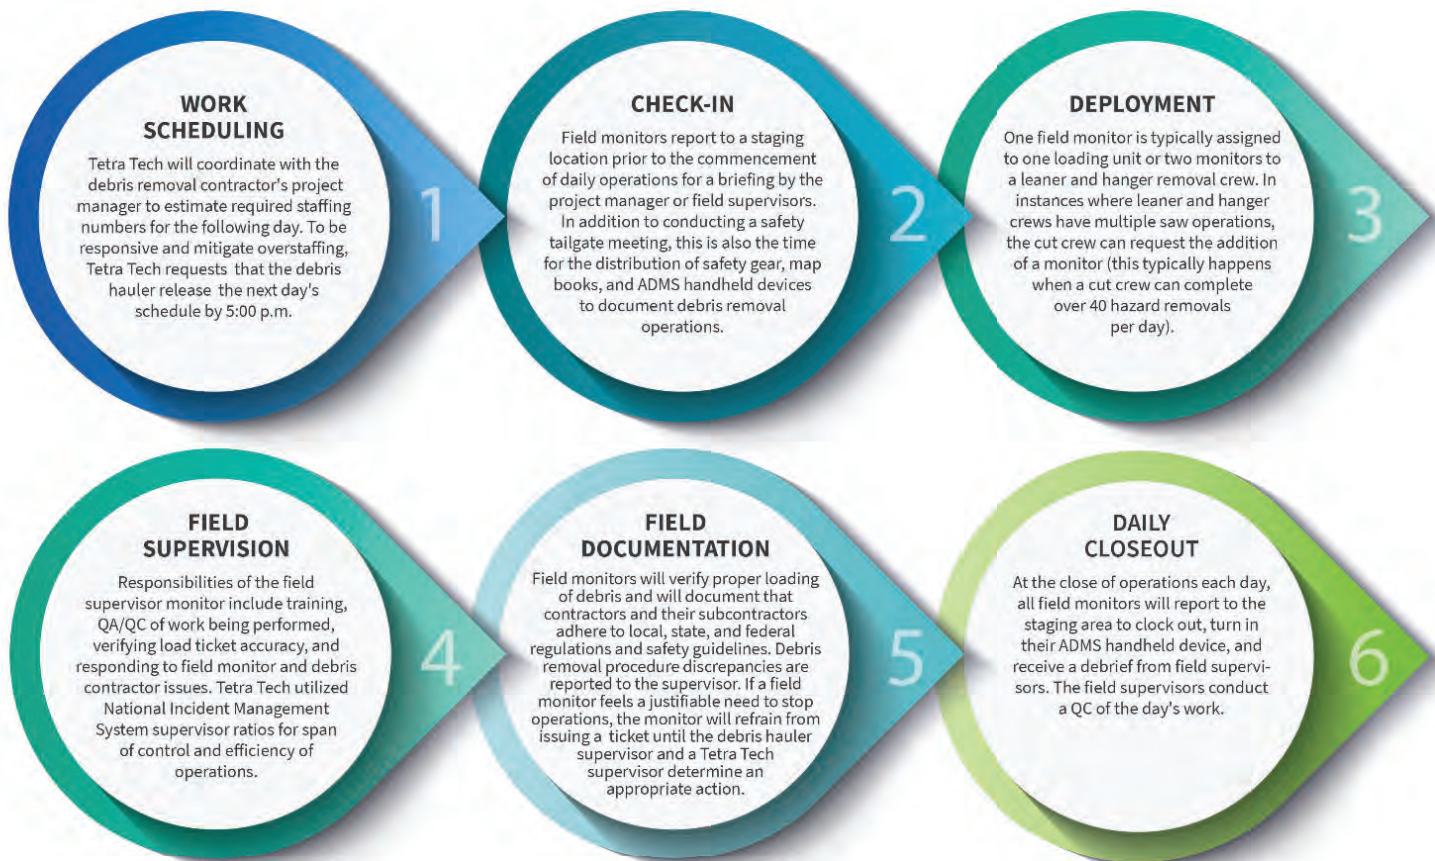 WORK
SCHEDULING
Tetra Tech will coordinate with the
debris removal contractor's project
manager to estimate required staffing
numbers for the following day. To be
responsive and mitigate overstaffing,
Tetra Tech requests that the debris
hauler release the next day's
schedule by 5:00 p.m.
1
CHECK-IN
Field monitors report to a staging
location prior to the commencement
of daily operations for a briefing by the
project manager or field supervisors.
In addition to conducting a safety
tailgate meeting, this is also the time
for the distribution of safety gear, map
books, and ADMS handheld devices
to document debris removal
operations.
2
DEPLOYMENT
One field monitor is typically assigned
to one loading unit or two monitors to
a leaner and hanger removal crew. In
instances where leaner and hanger
crews have multiple saw operations,
the cut crew can request the addition
of a monitor (this typically happens
when a cut crew can complete
over 40 hazard removals
per day).
3
FIELD
SUPERVISION
Responsibilities of the field
supervisor monitor include training,
QA/QC of work being performed,
verifying load ticket accuracy, and
responding to field monitor and debris
contractor issues. Tetra Tech utilized
National Incident Management
System supervisor ratios for span
of control and efficiency of
operations.
4
FIELD
DOCUMENTATION
Field monitors will verify proper loading
of debris and will document that
contractors and their subcontractors
adhere to local, state, and federal
regulations and safety guidelines. Debris
removal procedure discrepancies are
reported to the supervisor. If a field
monitor feels a justifiable need to stop
operations, the monitor will refrain from
issuing a ticket until the debris hauler
supervisor and a Tetra Tech
supervisor determine an
appropriate action.
5
DAILY
CLOSEOUT
At the close of operations each day,
all field monitors will report to the
staging area to clock out, turn in
their ADMS handheld device, and
receive a debrief from field supervi-
sors. The field supervisors conduct
a QC of the day's work.
6